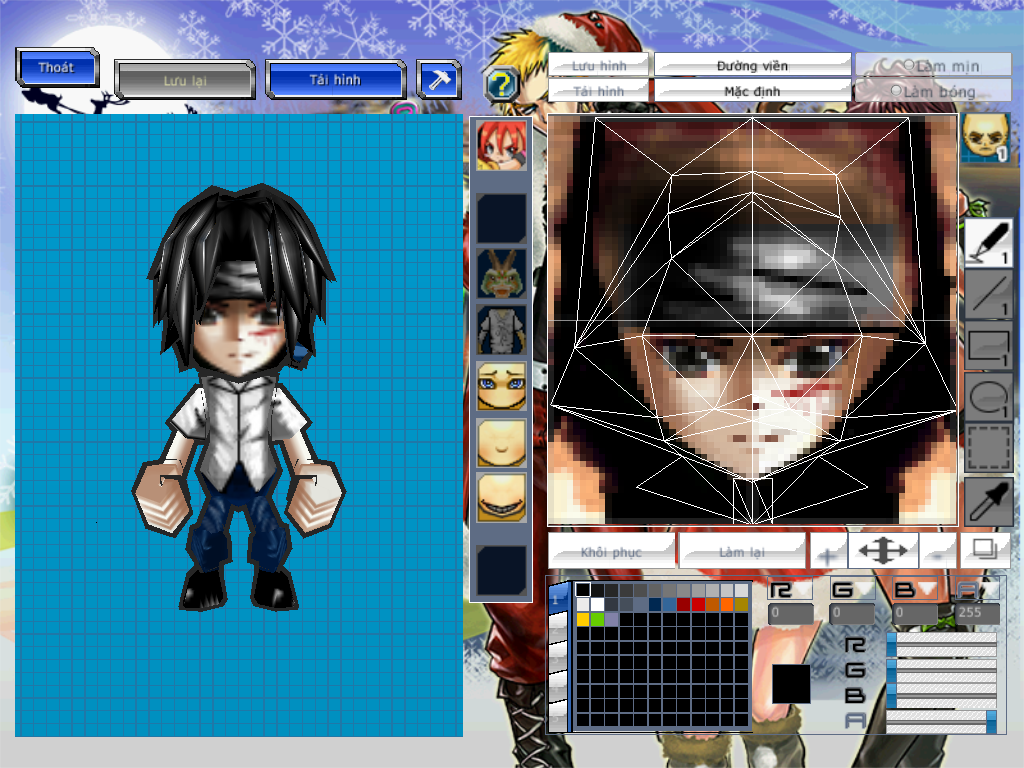 Thoát
Lưu lại
Tải hình
?
Lưu hình
Đường viền
Làm mịn
Tải hình
Mặc định
Làm bóng
1
1
1
1
1
Khôi phục
Làm lại
+
-
1
R
G
B
A
0
0
0
255
R
G
B
A